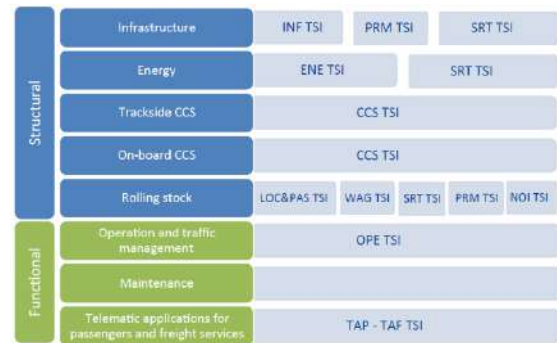 Structural
Infrastructure
INF TSI
PRM TSI
SRT TSI
Energy
ENE TSI
SRT TSI
Trackside CCS
CCS TSI
On-board CCS
CCS TSI
Rolling stock
LOC&PAS TSI
WAG TSI
SRT TSI
PRM TSI
NOI TSI
Functional
Operation and traffic
management
OPE TSI
Maintenance
Telematic applications for
passengers and freight services
TAP - TAF TSI